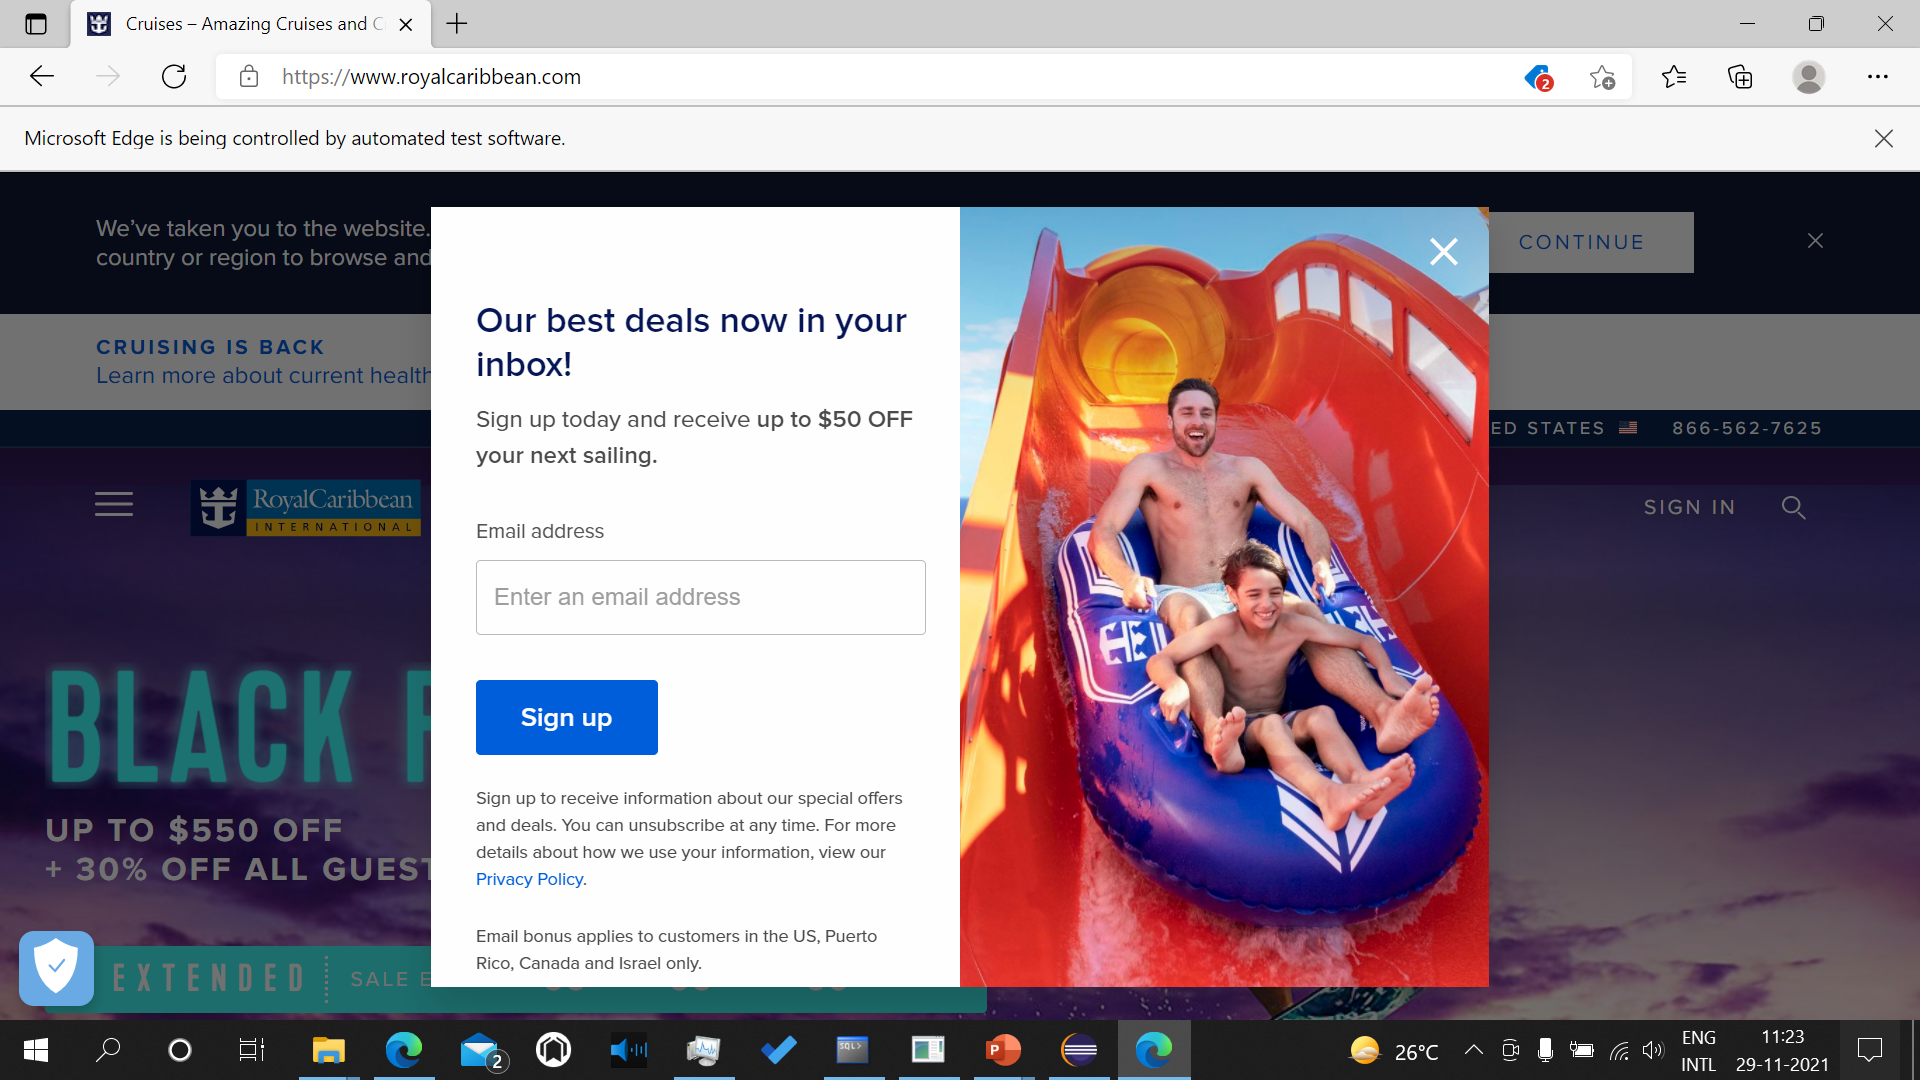 Cruises – Amazing Cruises and C
https://www.royalcaribbean.com
2
Microsoft Edge is being controlled by automated test software.
We’ve taken you to the website.
country or region to browse and
CONTINUE
CRUISING IS BACK
Learn more about current health
ED STATES
866-562-7625
RoyalCaribbean
INTERNATIONAL
SIGN IN
Our best deals now in your
inbox!
Sign up today and receive up to $50 OFF
your next sailing.
Email address
Enter an email address
Sign up
Sign up to receive information about our special offers
and deals. You can unsubscribe at any time. For more
details about how we use your information, view our
Privacy Policy.
Email bonus applies to customers in the US, Puerto
Rico, Canada and Israel only.
BLACK F
UP TO $550 OFF
+ 30% OFF ALL GUEST
EXTENDED
SALE E
2
SQL>
P
26°C
ENG
INTL
11:23
29-11-2021